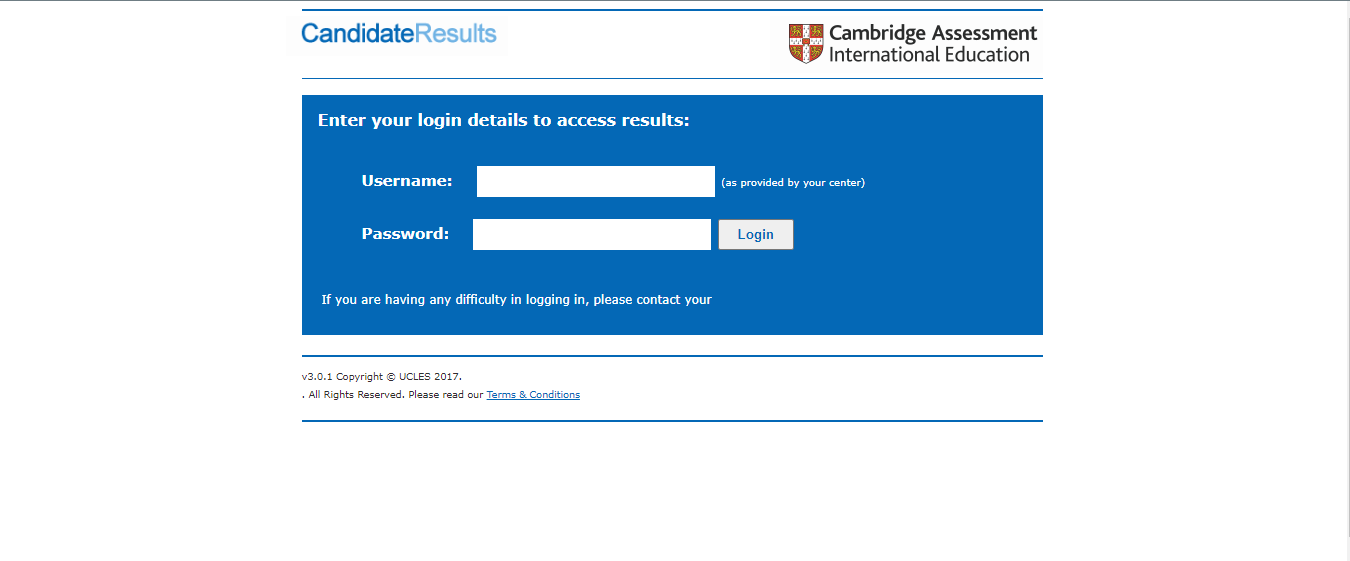 CandidateResults
Cambridge Assessment
International Education
Enter your login details to access results:
Username: (as provided by your center)
Password: Login
If you are having any difficulty in logging in, please contact your
v3.0.1 Copyright © UCLES 2017.
. All Rights Reserved. Please read our Terms & Conditions